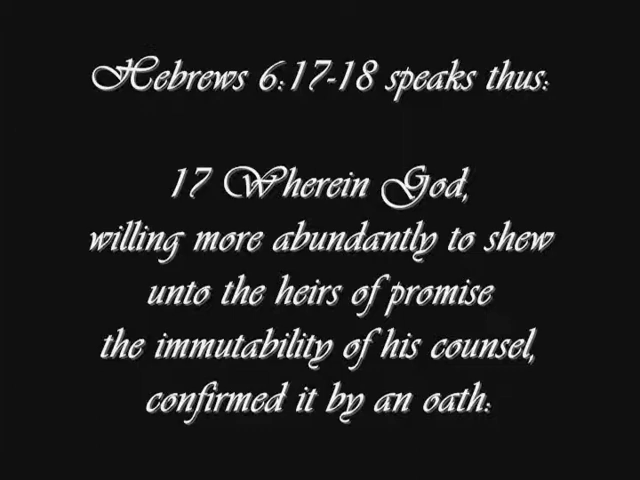 Hebrews 6:17-18 speaks thus:
17 Wherein God,
willing more abundantly to shew
unto the heirs of promise
the immutability of his counsel,
confirmed it by an oath: